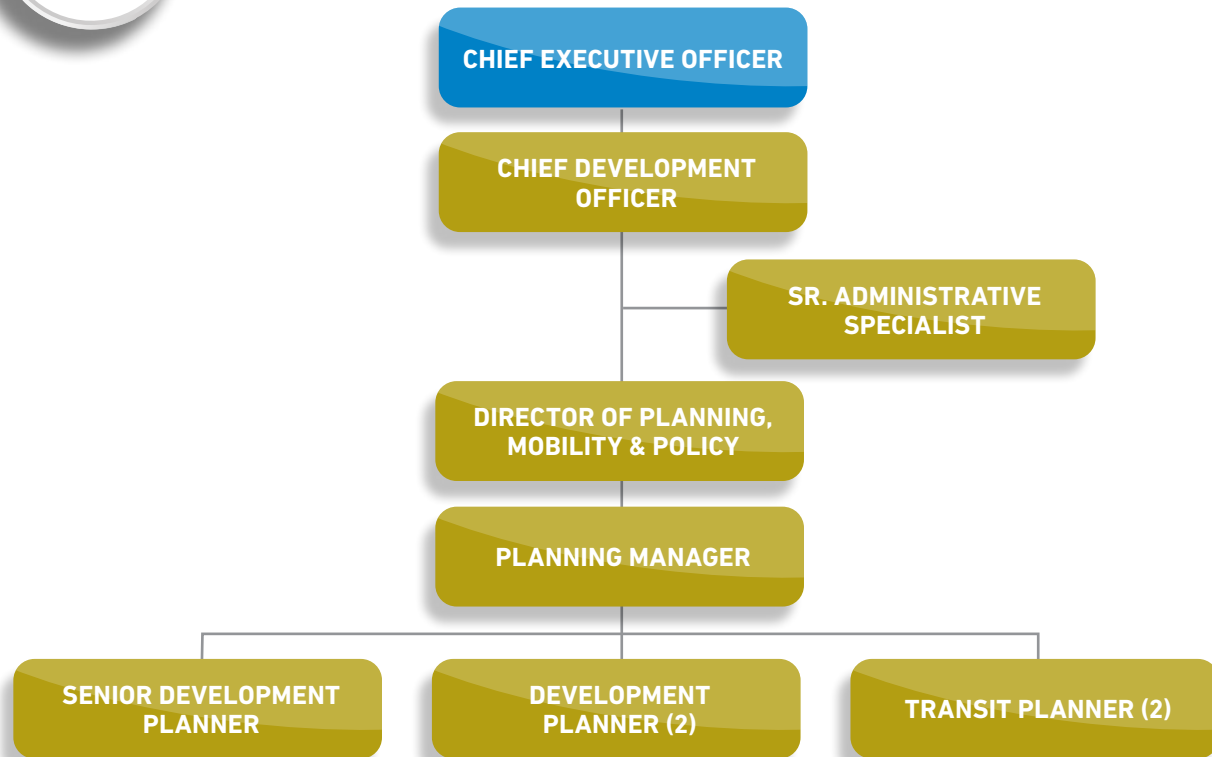 CHIEF EXECUTIVE OFFICER
CHIEF DEVELOPMENT
OFFICER
SR. ADMINISTRATIVE
SPECIALIST
DIRECTOR OF PLANNING,
MOBILITY & POLICY
PLANNING MANAGER
SENIOR DEVELOPMENT
PLANNER
DEVELOPMENT
PLANNER (2)
TRANSIT PLANNER (2)